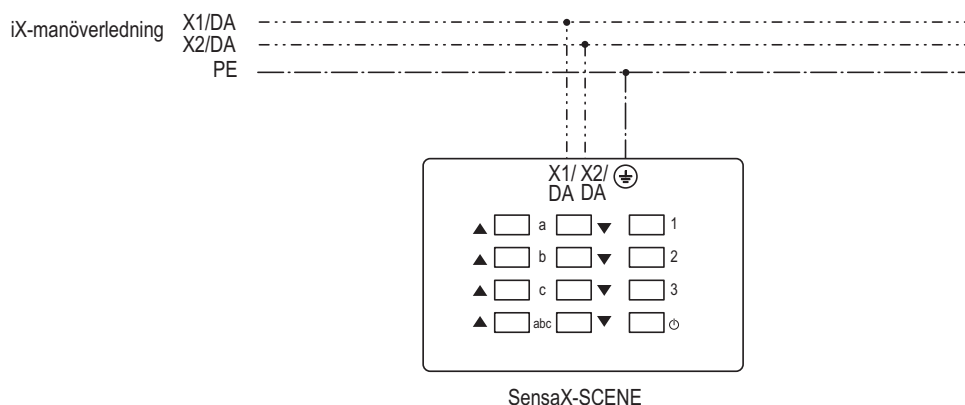 iX-manöverledning X1/DA
X2/DA
PE
X1/ X2/
DA DA
a 1
b 2
c 3
abc
SensaX-SCENE